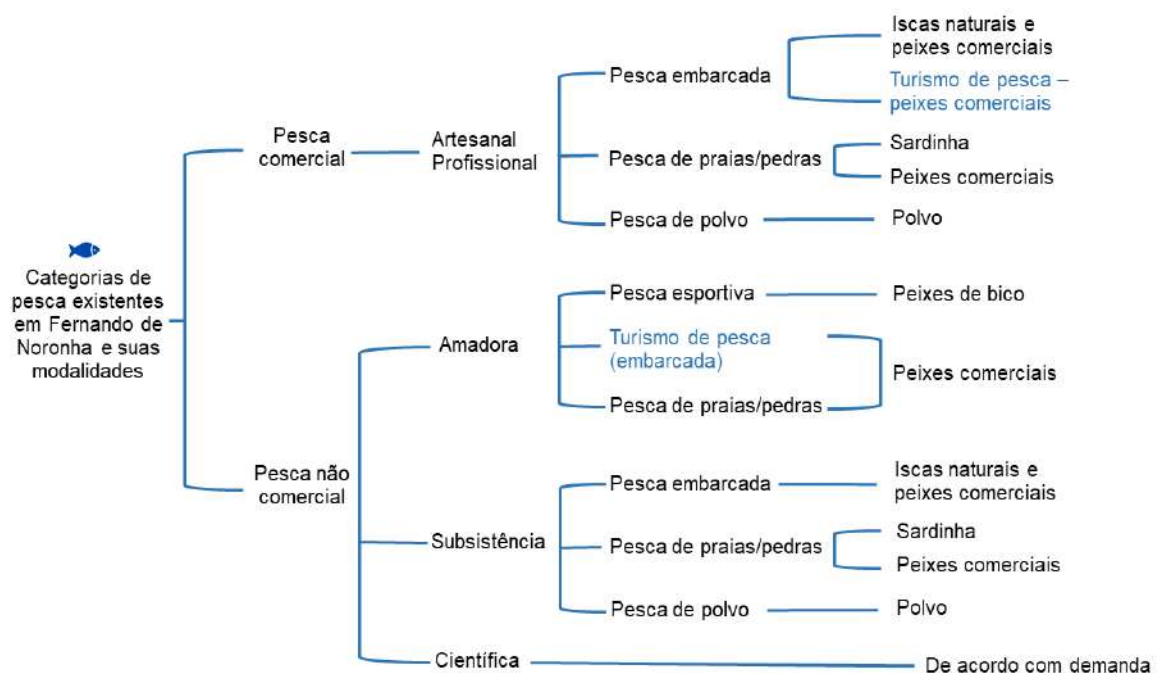 Categorias de
pesca existentes
em Fernando de
Noronha e suas
modalidades
Pesca
comercial
Artesanal
Profissional
Pesca embarcada
Iscas naturais e
peixes comerciais
Turismo de pesca –
peixes comerciais
Pesca de praias/pedras
Sardinha
Peixes comerciais
Pesca de polvo
Polvo
Pesca não
comercial
Amadora
Pesca esportiva
Peixes de bico
Turismo de pesca
(embarcada)
Pesca de praias/pedras
Peixes comerciais
Subsistência
Pesca embarcada
Iscas naturais e
peixes comerciais
Pesca de praias/pedras
Sardinha
Peixes comerciais
Pesca de polvo
Polvo
Científica
De acordo com demanda